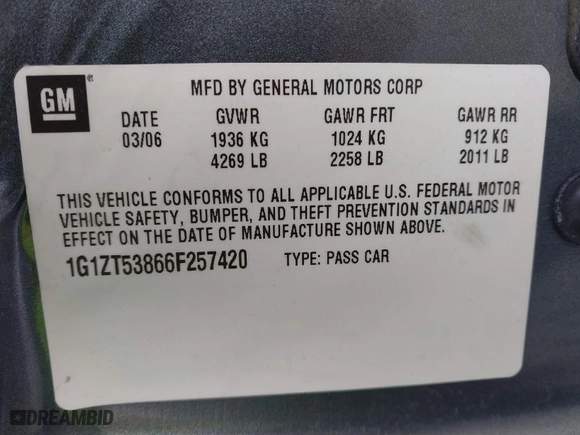 GM ®
MFD BY GENERAL MOTORS CORP
DATE GVWR GAWR FRT GAWR RR
03/06 1936 KG 1024 KG 912 KG
4269 LB 2258 LB 2011 LB
THIS VEHICLE CONFORMS TO ALL APPLICABLE U.S. FEDERAL MOTOR
VEHICLE SAFETY, BUMPER, AND THEFT PREVENTION STANDARDS IN
EFFECT ON THE DATE OF MANUFACTURE SHOWN ABOVE.
1G1ZT53866F257420 TYPE: PASS CAR
DREAMBID